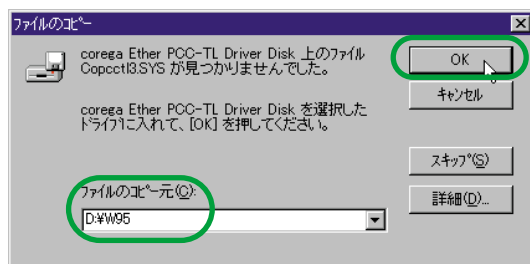 ファイルのコピー
corega Ether PCC-TL Driver Disk 上のファイル
Copcctl3.SYS が見つかりませんでした。
corega Ether PCC-TL Driver Disk を選択した
ドライブに入れて、[OK] を押してください。
ファイルのコピー元(C):
D:¥W95
OK
キャンセル
スキップ(S)
詳細(D)...